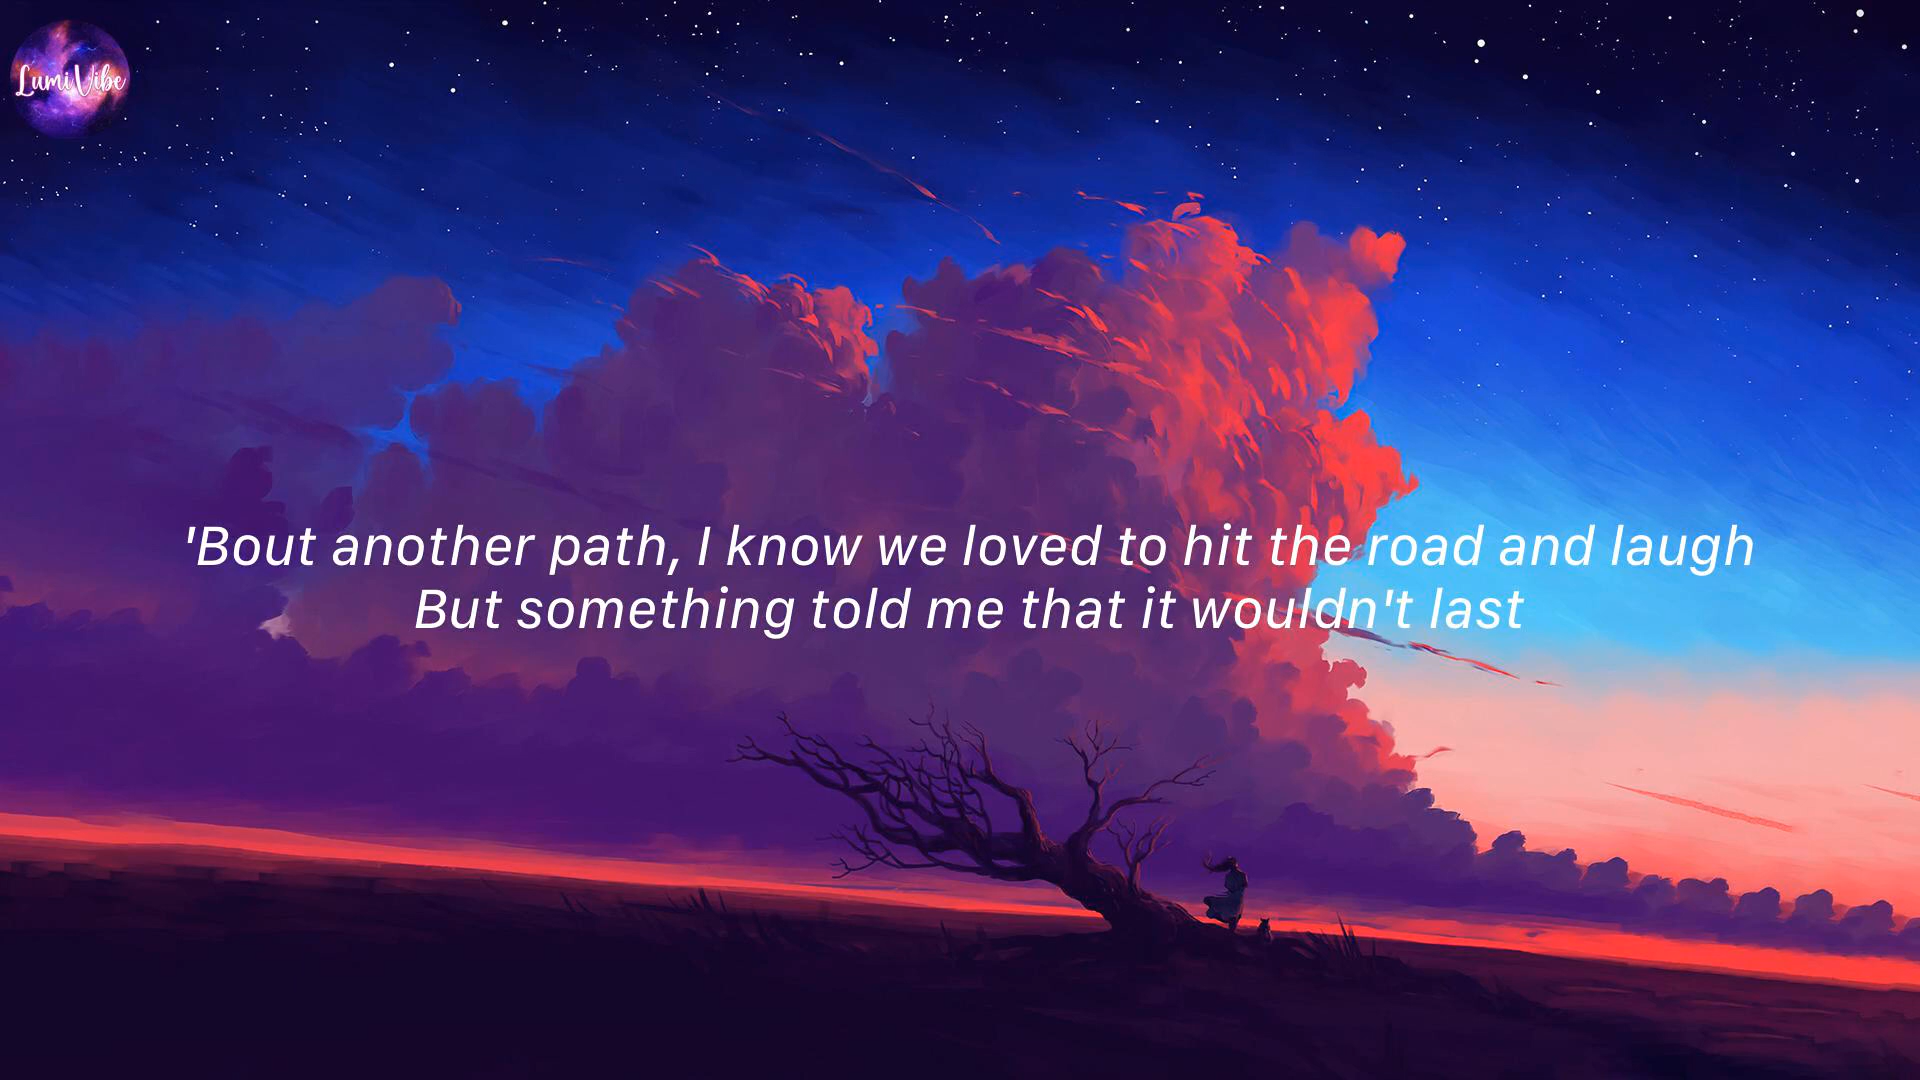 LumiVibe
'Bout another path, I know we loved to hit the road and laugh
But something told me that it wouldn't last